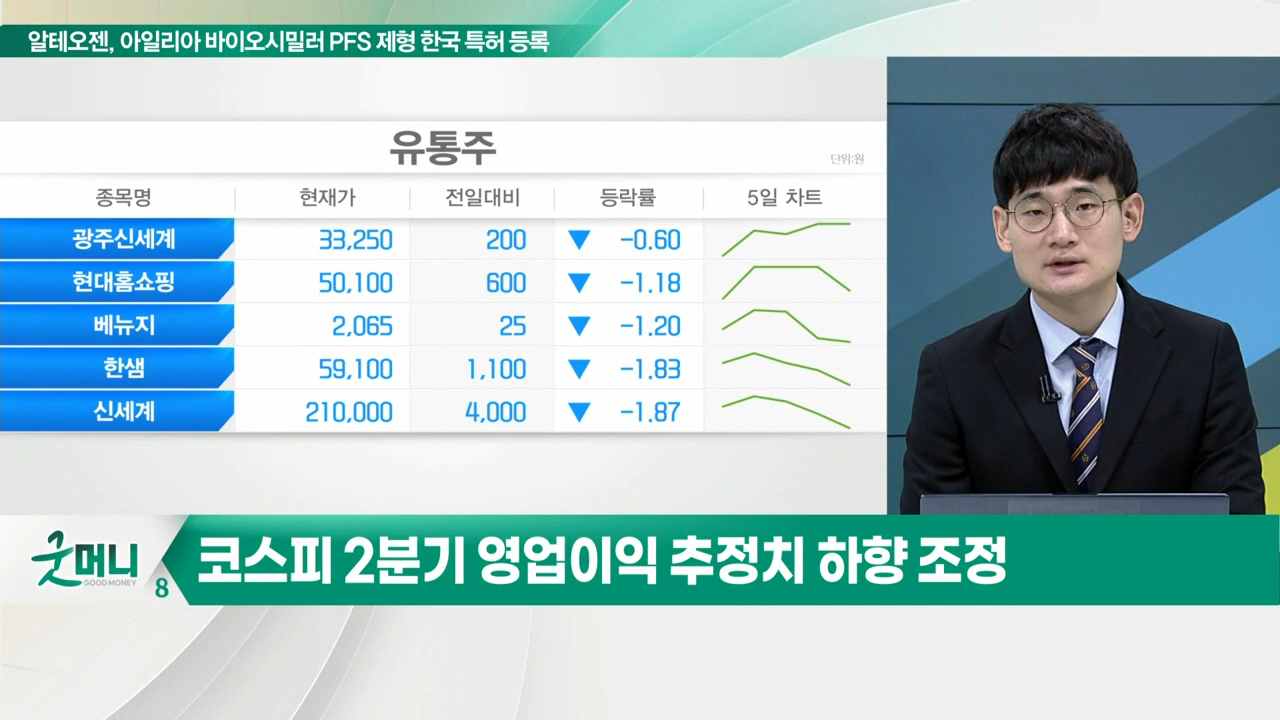 알테오젠, 아일리아 바이오시밀러 PFS 제형 한국 특허 등록
유통주
단위:원
종목명 현재가 전일대비 등락률 5일 차트
광주신세계 33,250 200 ▼ -0.60
현대홈쇼핑 50,100 600 ▼ -1.18
베뉴지 2,065 25 ▼ -1.20
한샘 59,100 1,100 ▼ -1.83
신세계 210,000 4,000 ▼ -1.87
굿머니
GOOD MONEY
8
코스피 2분기 영업이익 추정치 하향 조정